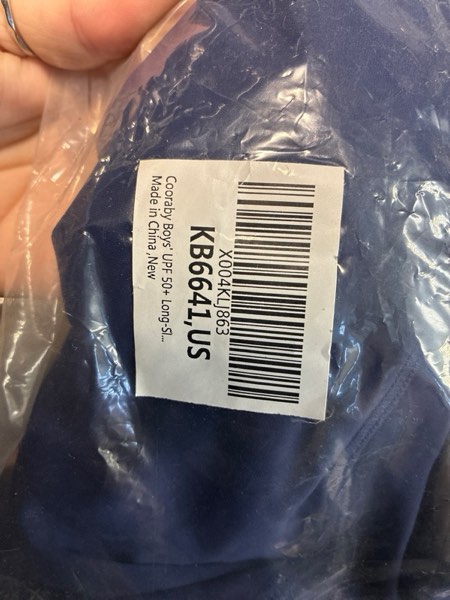 X004KLJ863
KB6641,US
Cooraby Boys' UPF 50+ Long-Sl...
Made in China ,New